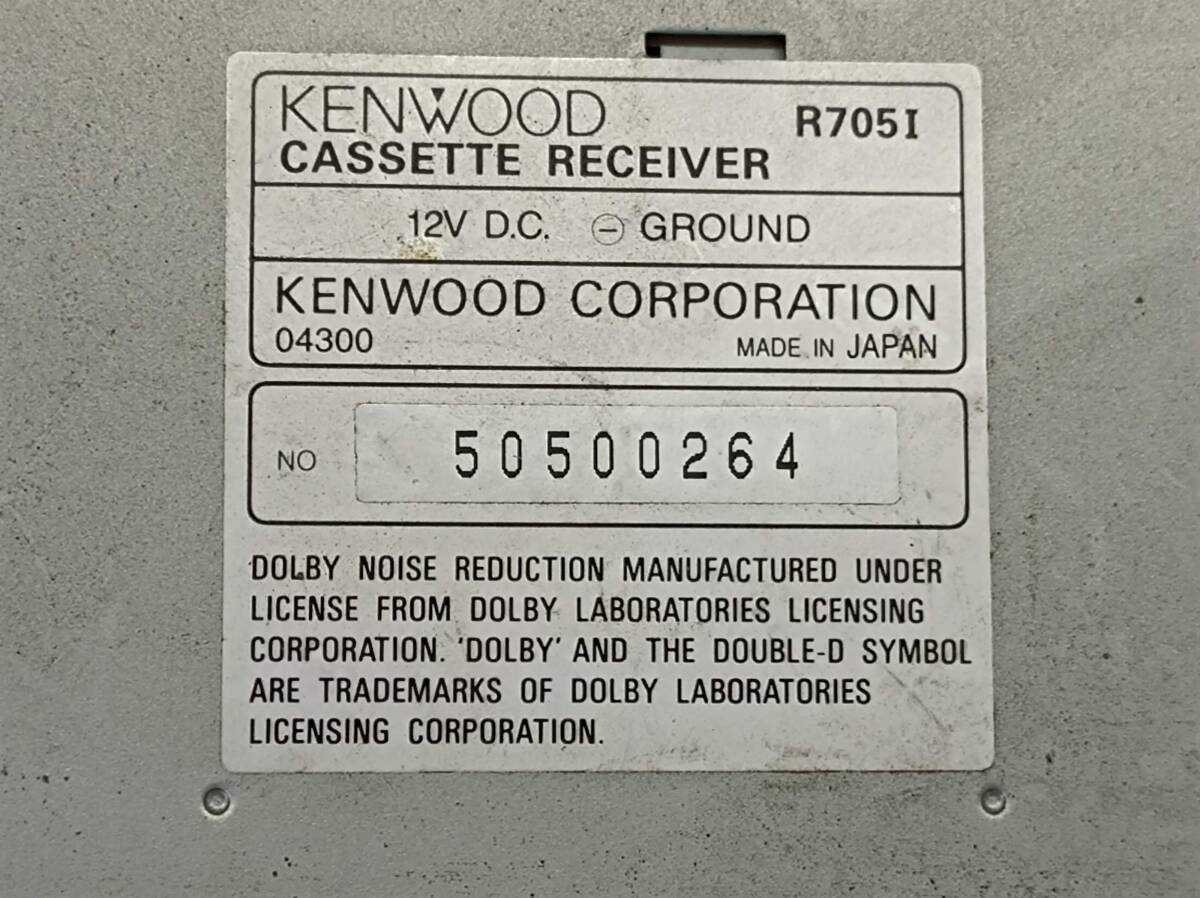 KENWOOD R705I
CASSETTE RECEIVER
12V D.C. ⊖ GROUND
KENWOOD CORPORATION
04300 MADE IN JAPAN
NO 50500264
DOLBY NOISE REDUCTION MANUFACTURED UNDER
LICENSE FROM DOLBY LABORATORIES LICENSING
CORPORATION. 'DOLBY' AND THE DOUBLE-D SYMBOL
ARE TRADEMARKS OF DOLBY LABORATORIES
LICENSING CORPORATION.